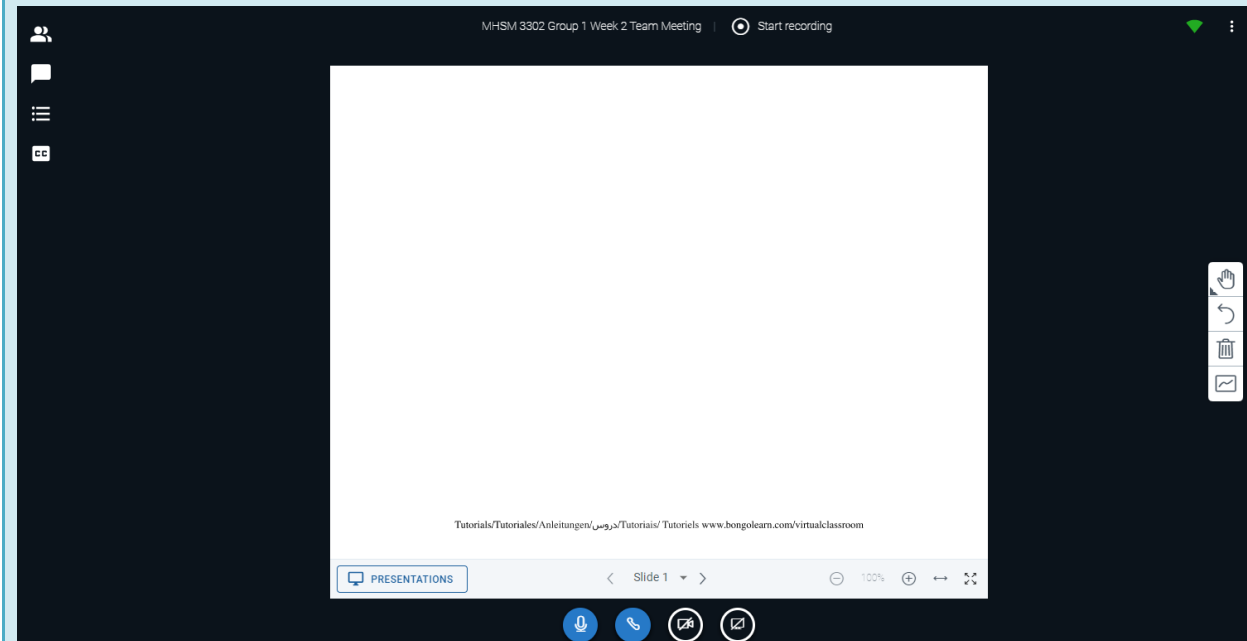 MHSM 3302 Group 1 Week 2 Team Meeting | Start recording
CC
Tutorials/Tutoriales/Anleitungen/دروس/Tutoriais/ Tutoriels www.bongolearn.com/virtualclassroom
PRESENTATIONS Slide 1 100%